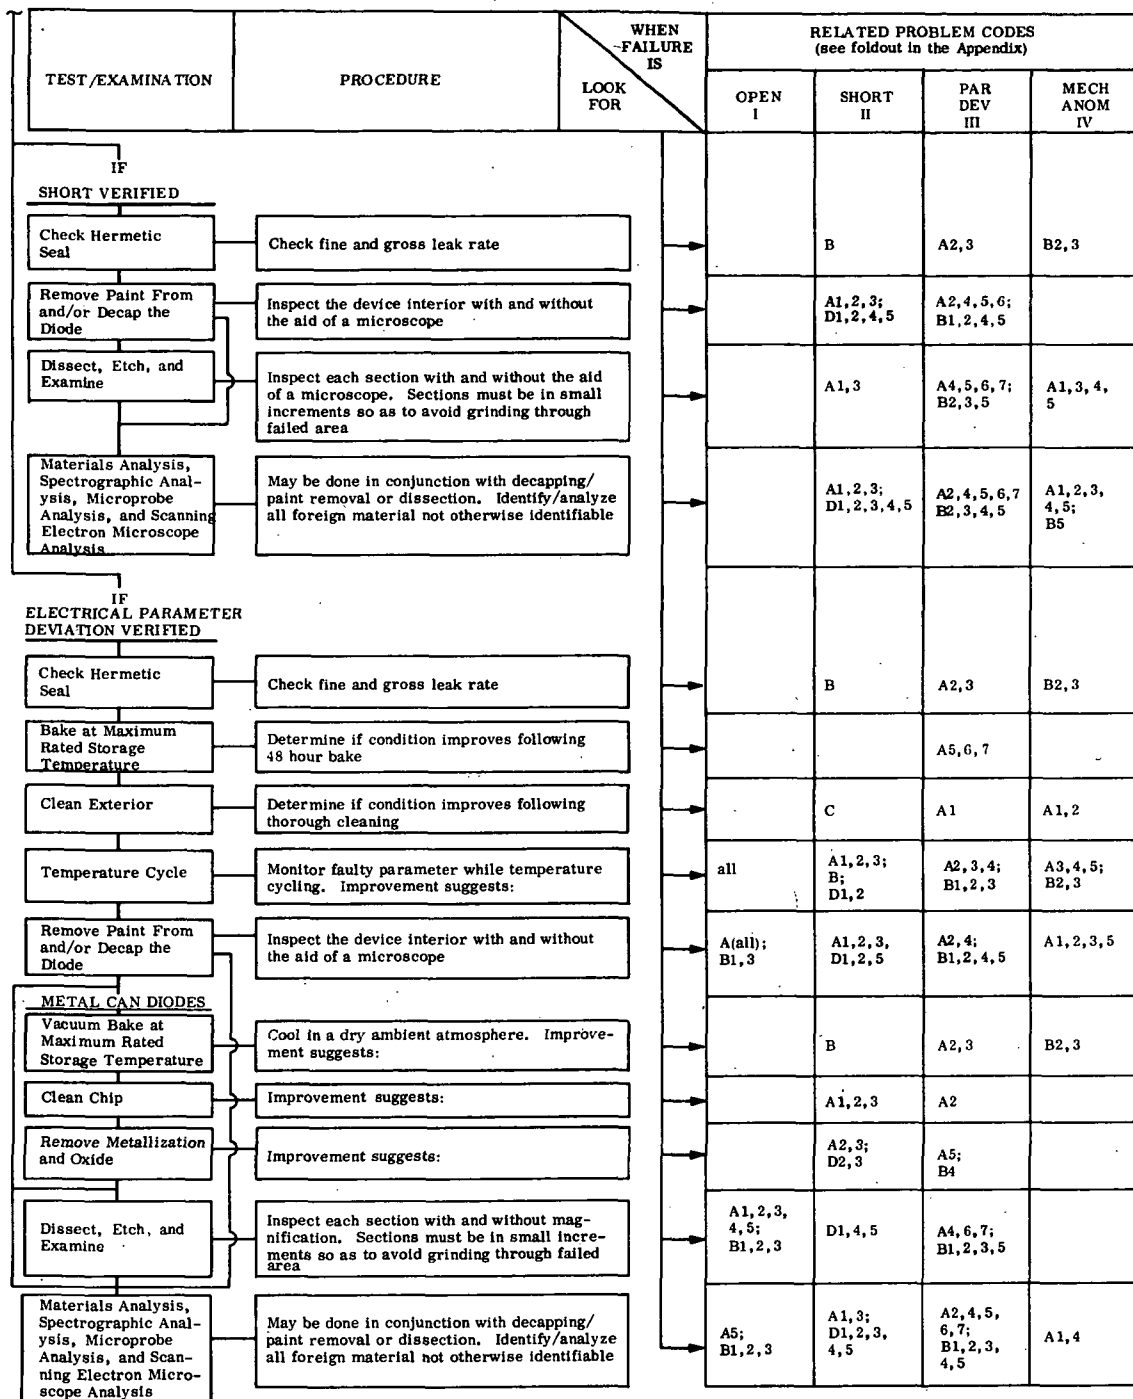 TEST/EXAMINATION
PROCEDURE
WHEN
FAILURE
IS
LOOK
FOR
RELATED PROBLEM CODES
(see foldout in the Appendix)
OPEN
I
SHORT
II
PAR
DEV
III
MECH
ANOM
IV
IF
SHORT VERIFIED
Check Hermetic
Seal
Check fine and gross leak rate
B
A2,3
B2,3
Remove Paint From
and/or Decap the
Diode
Inspect the device interior with and without
the aid of a microscope
A1,2,3;
D1,2,4,5
A2,4,5,6;
B1,2,4,5
Dissect, Etch, and
Examine
Inspect each section with and without the aid
of a microscope. Sections must be in small
increments so as to avoid grinding through
failed area
A1,3
A4,5,6,7;
B2,3,5
A1,3,4,
5
Materials Analysis,
Spectrographic Anal-
ysis, Microprobe
Analysis, and Scanning
Electron Microscope
Analysis
May be done in conjunction with decapping/
paint removal or dissection. Identify/analyze
all foreign material not otherwise identifiable
A1,2,3;
D1,2,3,4,5
A2,4,5,6,7
B2,3,4,5
A1,2,3,
4,5;
B5
IF
ELECTRICAL PARAMETER
DEVIATION VERIFIED
Check Hermetic
Seal
Check fine and gross leak rate
B
A2,3
B2,3
Bake at Maximum
Rated Storage
Temperature
Determine if condition improves following
48 hour bake
A5,6,7
Clean Exterior
Determine if condition improves following
thorough cleaning
C
A1
A1,2
Temperature Cycle
Monitor faulty parameter while temperature
cycling. Improvement suggests:
all
A1,2,3;
B;
D1,2
A2,3,4;
B1,2,3
A3,4,5;
B2,3
Remove Paint From
and/or Decap the
Diode
Inspect the device interior with and without
the aid of a microscope
A(all);
B1,3
A1,2,3,
D1,2,5
A2,4;
B1,2,4,5
A1,2,3,5
METAL CAN DIODES
Vacuum Bake at
Maximum Rated
Storage Temperature
Cool in a dry ambient atmosphere. Improve-
ment suggests:
B
A2,3
B2,3
Clean Chip
Improvement suggests:
A1,2,3
A2
Remove Metallization
and Oxide
Improvement suggests:
A2,3;
D2,3
A5;
B4
Dissect, Etch, and
Examine
Inspect each section with and without mag-
nification. Sections must be in small incre-
ments so as to avoid grinding through failed
area
A1,2,3,
4,5;
B1,2,3
D1,4,5
A4,6,7;
B1,2,3,5
Materials Analysis,
Spectrographic Anal-
ysis, Microprobe
Analysis, and Scan-
ning Electron Micro-
scope Analysis
May be done in conjunction with decapping/
paint removal or dissection. Identify/analyze
all foreign material not otherwise identifiable
A5;
B1,2,3
A1,3;
D1,2,3,
4,5
A2,4,5,
6,7;
B1,2,3,
4,5
A1,4